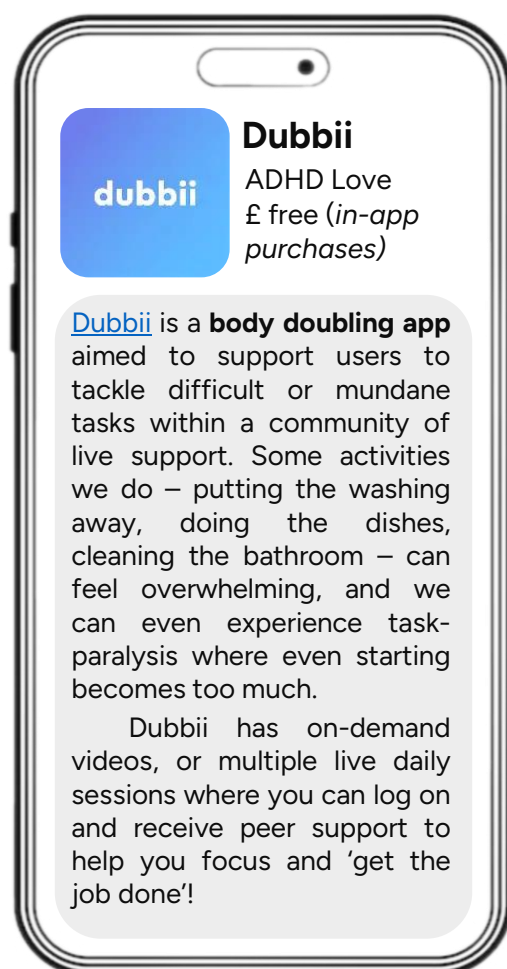 dubbii
Dubbii
ADHD Love
£ free (in-app
purchases)
Dubbii is a body doubling app
aimed to support users to
tackle difficult or mundane
tasks within a community of
live support. Some activities
we do – putting the washing
away, doing the dishes,
cleaning the bathroom – can
feel overwhelming, and we
can even experience task-
paralysis where even starting
becomes too much.
Dubbii has on-demand
videos, or multiple live daily
sessions where you can log on
and receive peer support to
help you focus and ‘get the
job done’!